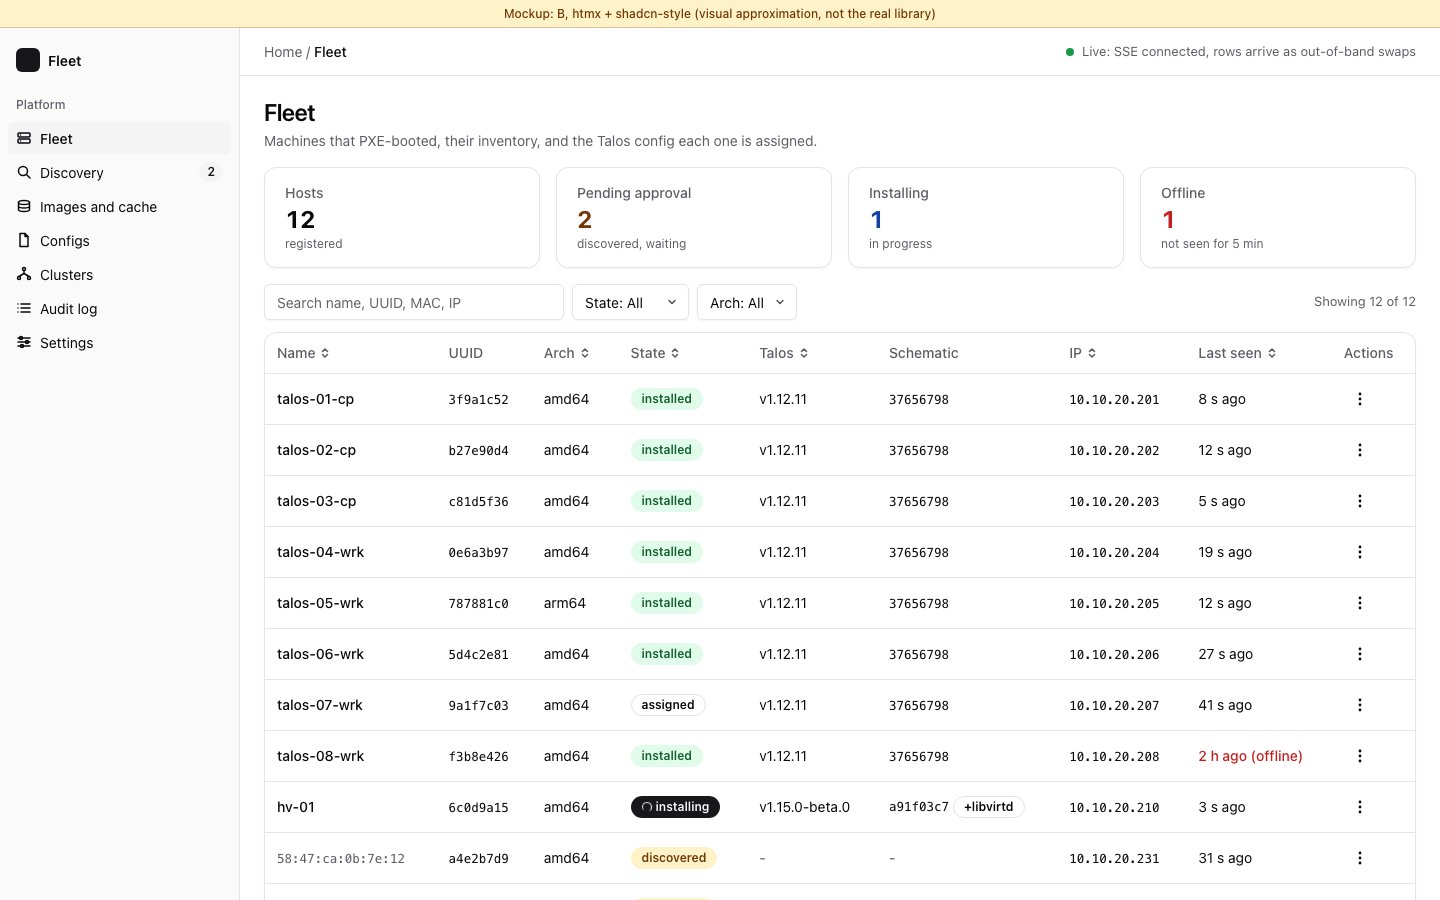 Mockup: B, htmx + shadcn-style (visual approximation, not the real library)
Fleet
Platform
Fleet
Discovery 2
Images and cache
Configs
Clusters
Audit log
Settings
Home / Fleet
Live: SSE connected, rows arrive as out-of-band swaps
Fleet
Machines that PXE-booted, their inventory, and the Talos config each one is assigned.
Hosts
12
registered
Pending approval
2
discovered, waiting
Installing
1
in progress
Offline
1
not seen for 5 min
Search name, UUID, MAC, IP State: All Arch: All Showing 12 of 12
Name UUID Arch State Talos Schematic IP Last seen Actions
talos-01-cp 3f9a1c52 amd64 installed v1.12.11 37656798 10.10.20.201 8 s ago
talos-02-cp b27e90d4 amd64 installed v1.12.11 37656798 10.10.20.202 12 s ago
talos-03-cp c81d5f36 amd64 installed v1.12.11 37656798 10.10.20.203 5 s ago
talos-04-wrk 0e6a3b97 amd64 installed v1.12.11 37656798 10.10.20.204 19 s ago
talos-05-wrk 787881c0 arm64 installed v1.12.11 37656798 10.10.20.205 12 s ago
talos-06-wrk 5d4c2e81 amd64 installed v1.12.11 37656798 10.10.20.206 27 s ago
talos-07-wrk 9a1f7c03 amd64 assigned v1.12.11 37656798 10.10.20.207 41 s ago
talos-08-wrk f3b8e426 amd64 installed v1.12.11 37656798 10.10.20.208 2 h ago (offline)
hv-01 6c0d9a15 amd64 installing v1.15.0-beta.0 a91f03c7 +libvirtd 10.10.20.210 3 s ago
58:47:ca:0b:7e:12 a4e2b7d9 amd64 discovered - - 10.10.20.231 31 s ago